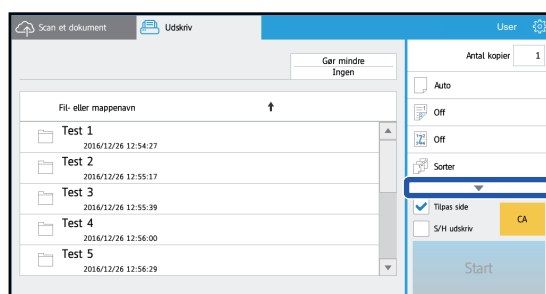 Scan et dokument
Udskriv
User
Gør mindre
Ingen
Antal kopier 1
Fil- eller mappenavn
Auto
Off
Off
Sorter
Test 1
2016/12/26 12:54:27
Test 2
2016/12/26 12:55:17
Test 3
2016/12/26 12:55:39
Test 4
2016/12/26 12:56:00
Test 5
2016/12/26 12:56:29
Tilpas side
S/H udskriv
CA
Start